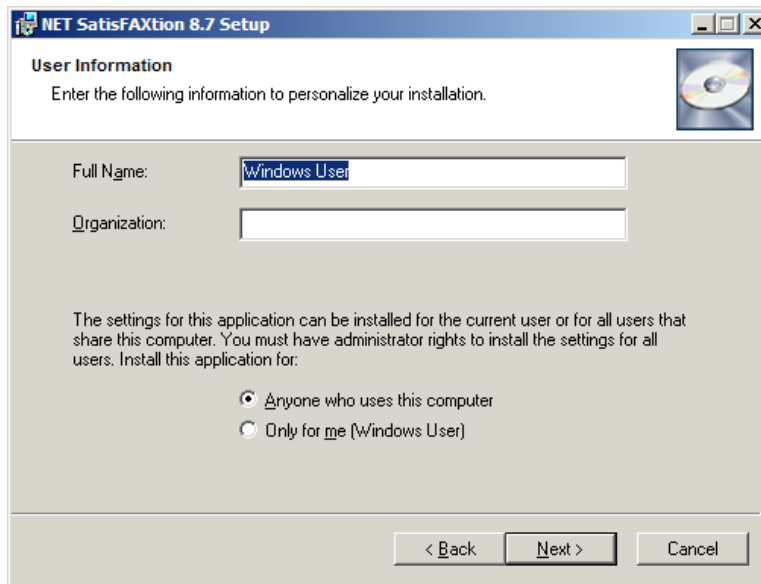 NET SatisFAXtion 8.7 Setup
User Information
Enter the following information to personalize your installation.
Full Name:
Windows User
Organization:
The settings for this application can be installed for the current user or for all users that
share this computer. You must have administrator rights to install the settings for all
users. Install this application for:
Anyone who uses this computer
Only for me (Windows User)
< Back
Next >
Cancel